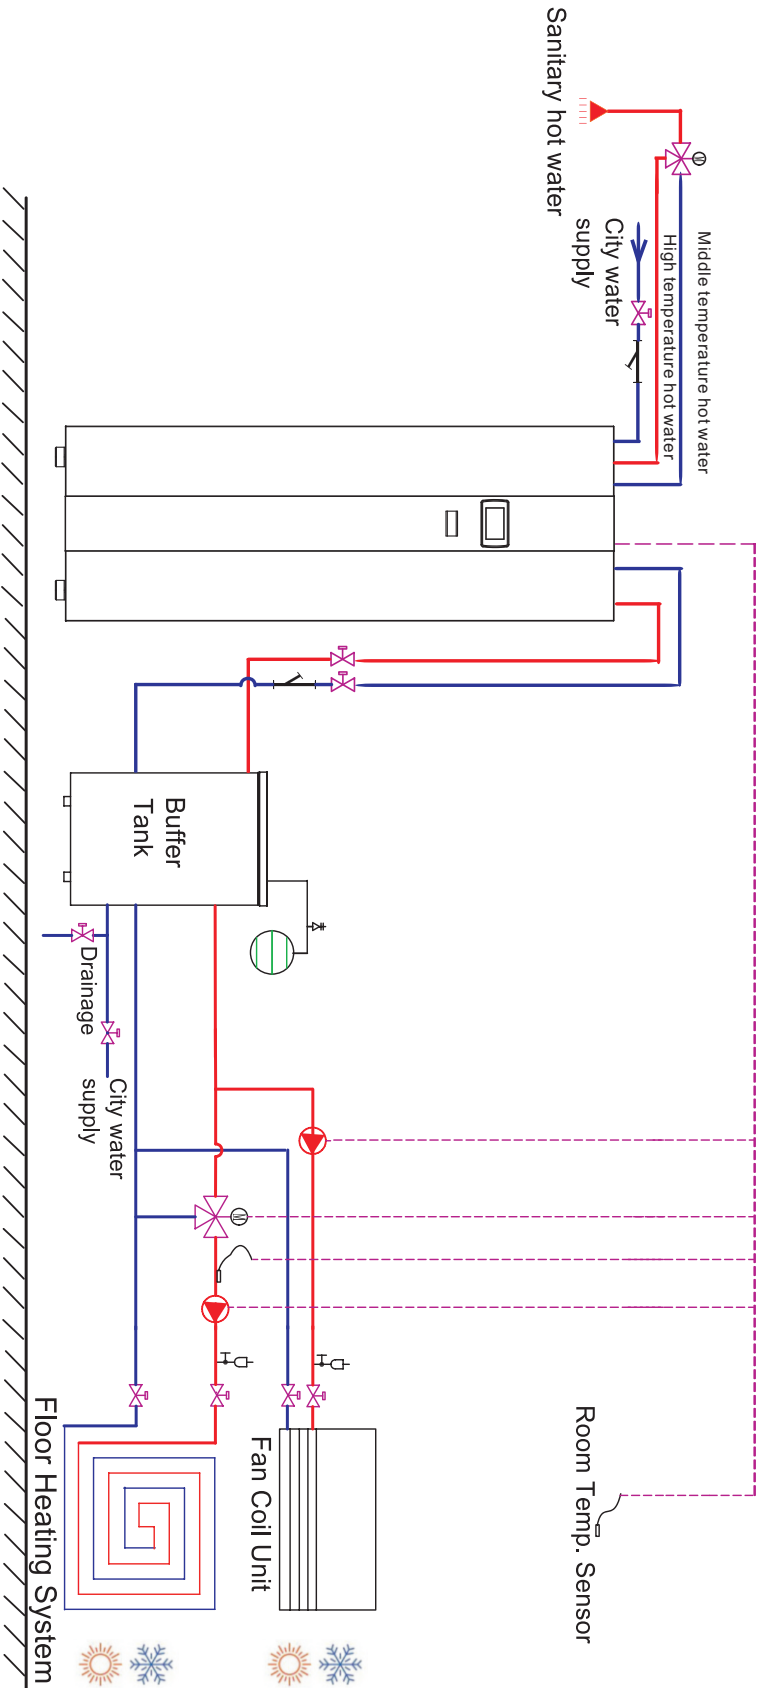 Sanitary hot water
Middle temperature hot water
High temperature hot water
City water
supply
Buffer
Tank
Drainage
City water
supply
M
M
Room Temp. Sensor
Fan Coil Unit
Floor Heating System